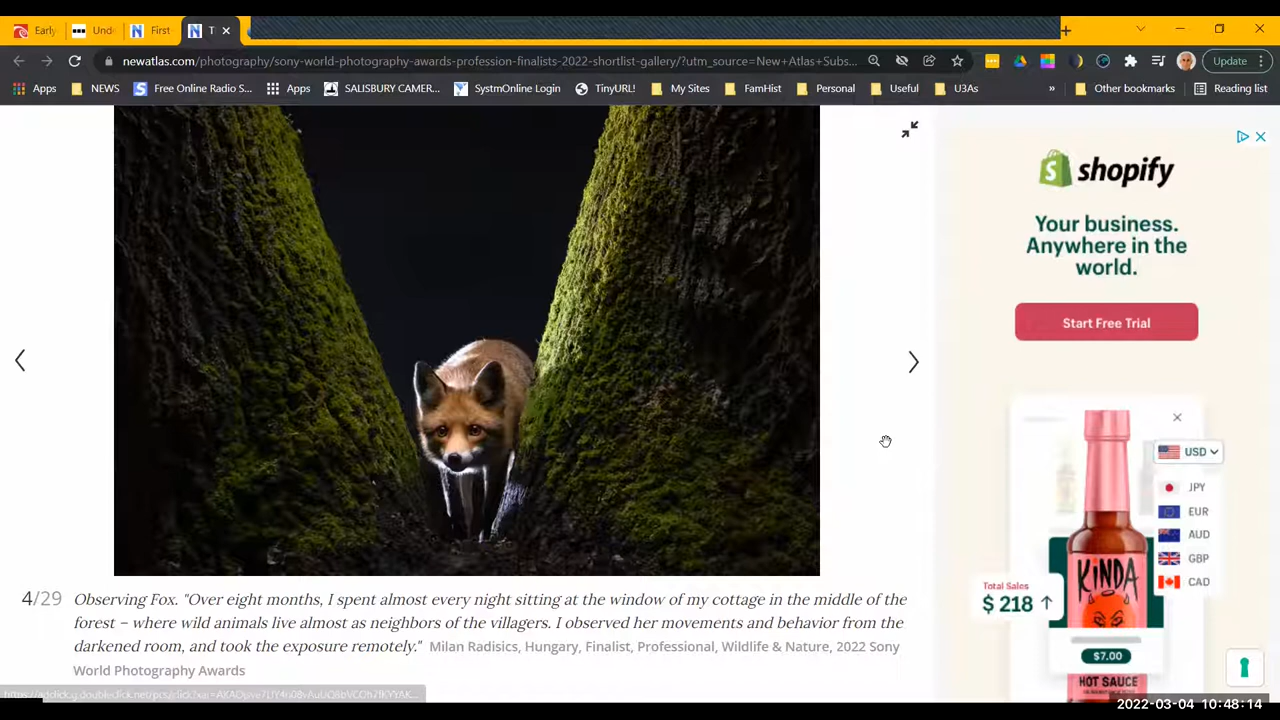 Early
Und
First
T
newatlas.com/photography/sony-world-photography-awards-profession-finalists-2022-shortlist-gallery/?utm_source=New+Atlas+Subs...
Update
Apps
NEWS
Free Online Radio S...
Apps
SALISBURY CAMER...
SystmOnline Login
TinyURL!
My Sites
FamHist
Personal
Useful
U3As
»
Other bookmarks
Reading list
shopify
Your business.
Anywhere in the
world.
Start Free Trial
USD
JPY
EUR
AUD
GBP
CAD
KINDA
Total Sales
$ 218 ↑
$7.00
HOT SAUCE
4/29
Observing Fox. "Over eight months, I spent almost every night sitting at the window of my cottage in the middle of the
forest – where wild animals live almost as neighbors of the villagers. I observed her movements and behavior from the
darkened room, and took the exposure remotely." Milan Radisics, Hungary, Finalist, Professional, Wildlife & Nature, 2022 Sony
World Photography Awards
2022-03-04 10:48:14